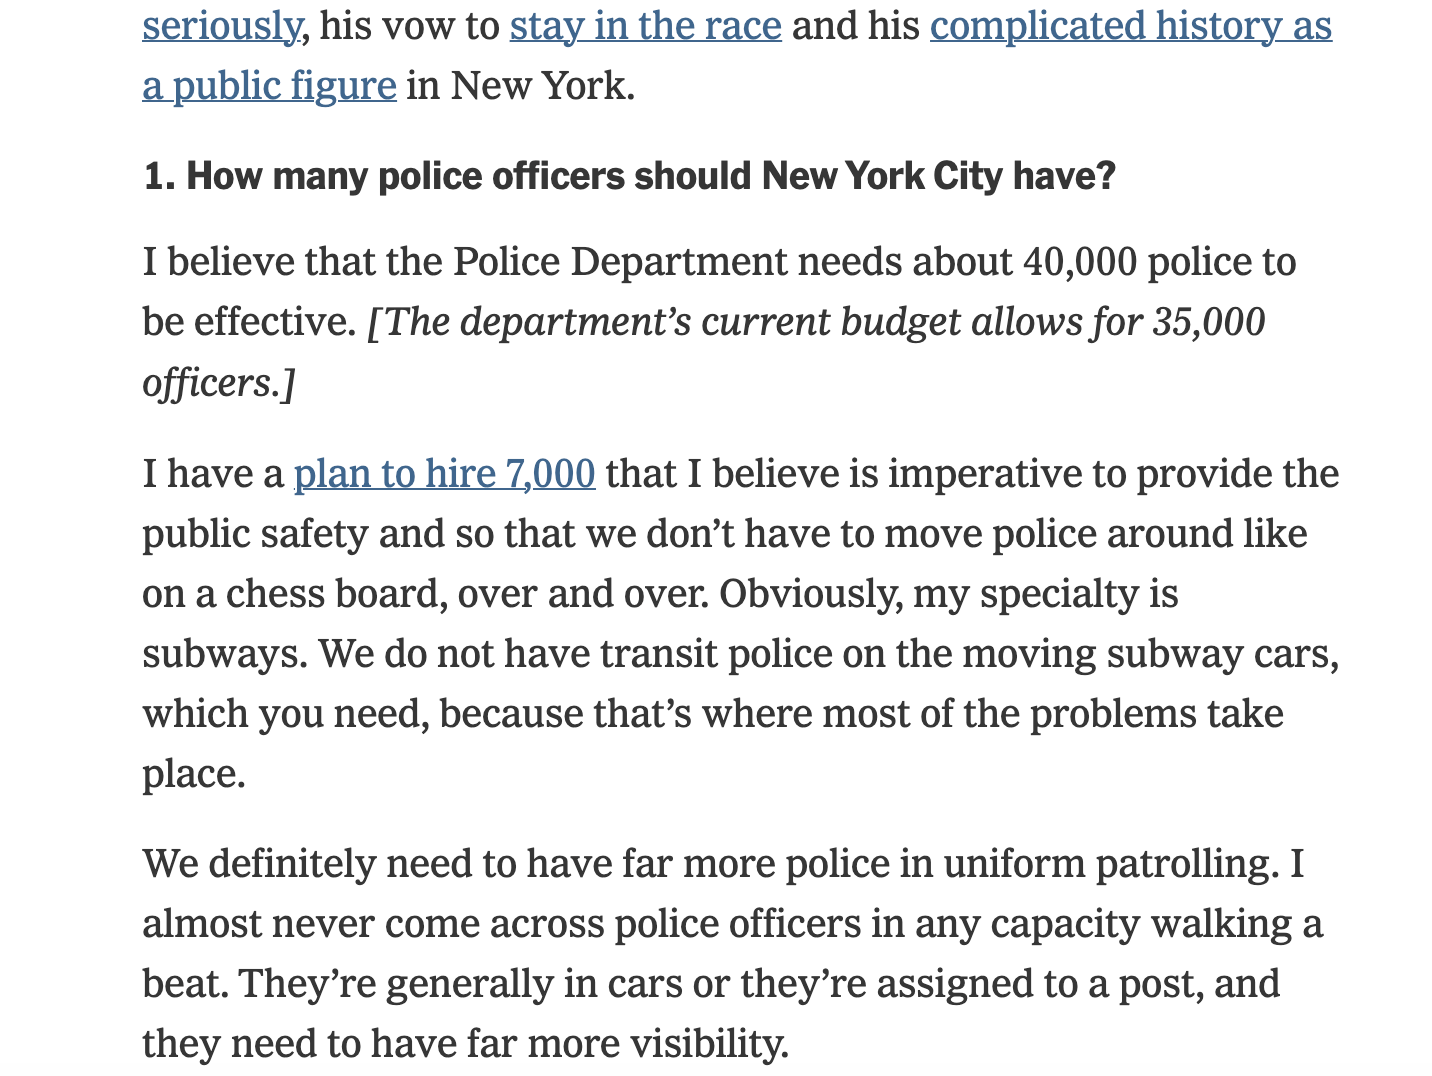 seriously, his vow to stay in the race and his complicated history as
a public figure in New York.
1. How many police officers should New York City have?
I believe that the Police Department needs about 40,000 police to
be effective. [The department’s current budget allows for 35,000
officers.]
I have a plan to hire 7,000 that I believe is imperative to provide the
public safety and so that we don’t have to move police around like
on a chess board, over and over. Obviously, my specialty is
subways. We do not have transit police on the moving subway cars,
which you need, because that’s where most of the problems take
place.
We definitely need to have far more police in uniform patrolling. I
almost never come across police officers in any capacity walking a
beat. They’re generally in cars or they’re assigned to a post, and
they need to have far more visibility.